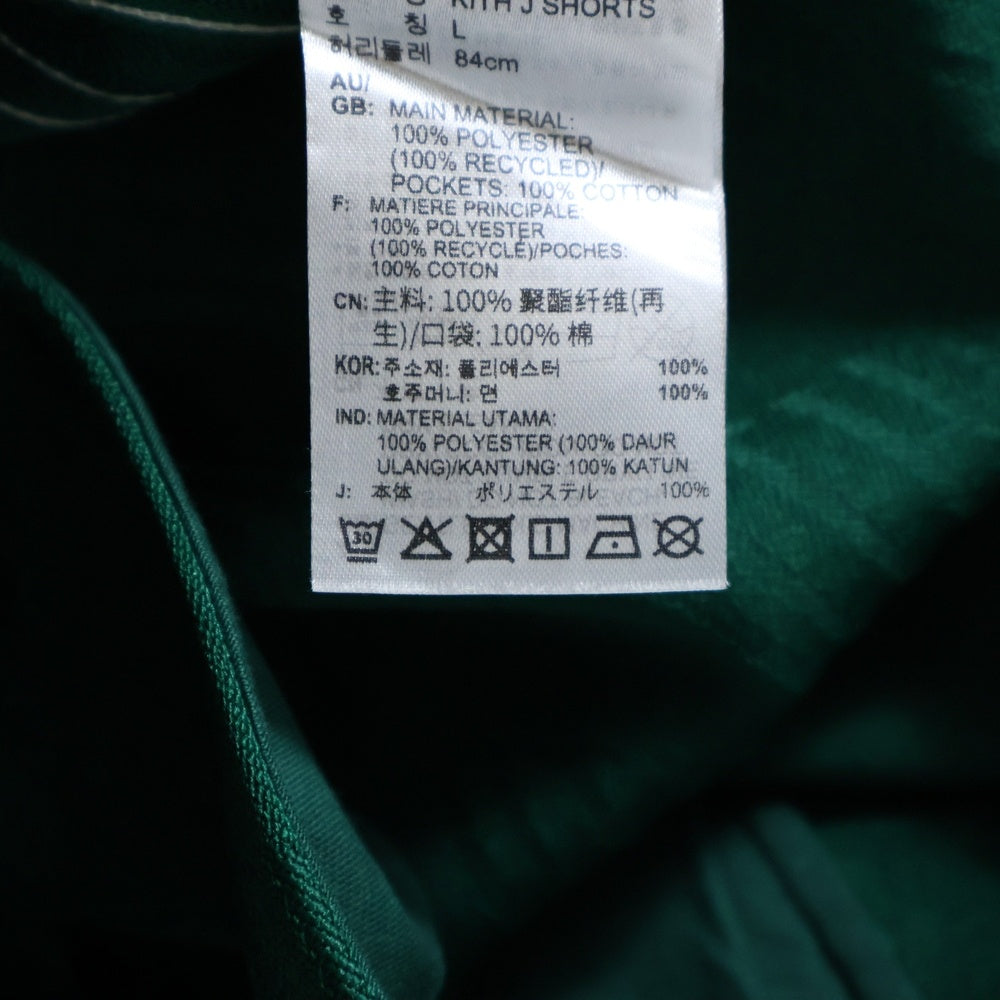 KITH J SHORTS
호 칭 L
허리둘레 84cm
AU/
GB: MAIN MATERIAL:
100% POLYESTER
(100% RECYCLED)/
POCKETS: 100% COTTON
F: MATIERE PRINCIPALE:
100% POLYESTER
(100% RECYCLÉ)/POCHES:
100% COTON
CN: 主料: 100% 聚酯纤维(再
生)/口袋: 100% 棉
KOR: 주소재: 폴리에스터 100%
호주머니: 면 100%
IND: MATERIAL UTAMA:
100% POLYESTER (100% DAUR
ULANG)/KANTUNG: 100% KATUN
J: 本体 ポリエステル 100%
30